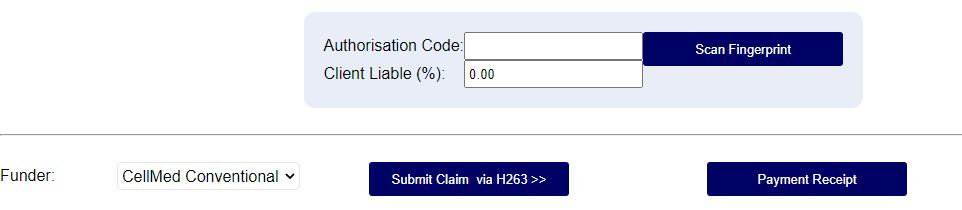 Authorisation Code: Scan Fingerprint
Client Liable (%): 0.00
Funder: CellMed Conventional Submit Claim via H263 >> Payment Receipt